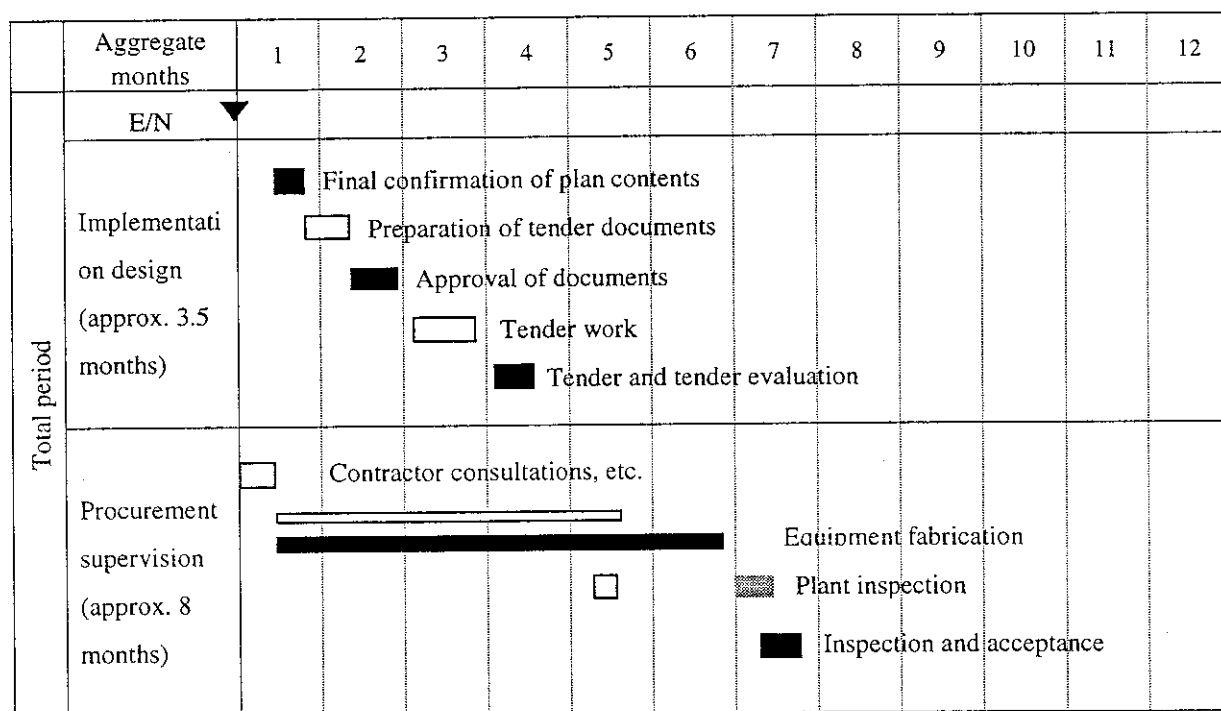 Aggregate
months
1 2 3 4 5 6 7 8 9 10 11 12
E/N
Total period
Implementati
on design
(approx. 3.5
months)
Final confirmation of plan contents
Preparation of tender documents
Approval of documents
Tender work
Tender and tender evaluation
Procurement
supervision
(approx. 8
months)
Contractor consultations, etc.
Equipment fabrication
Plant inspection
Inspection and acceptance